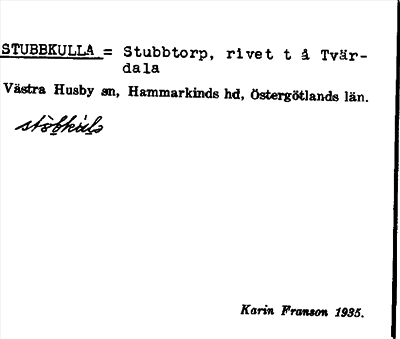 STUBBKULLA = Stubbtorp, rivet t å Tvär-
dala
Västra Husby sn, Hammarkinds hd, Östergötlands län.
Karin Franson 1935.